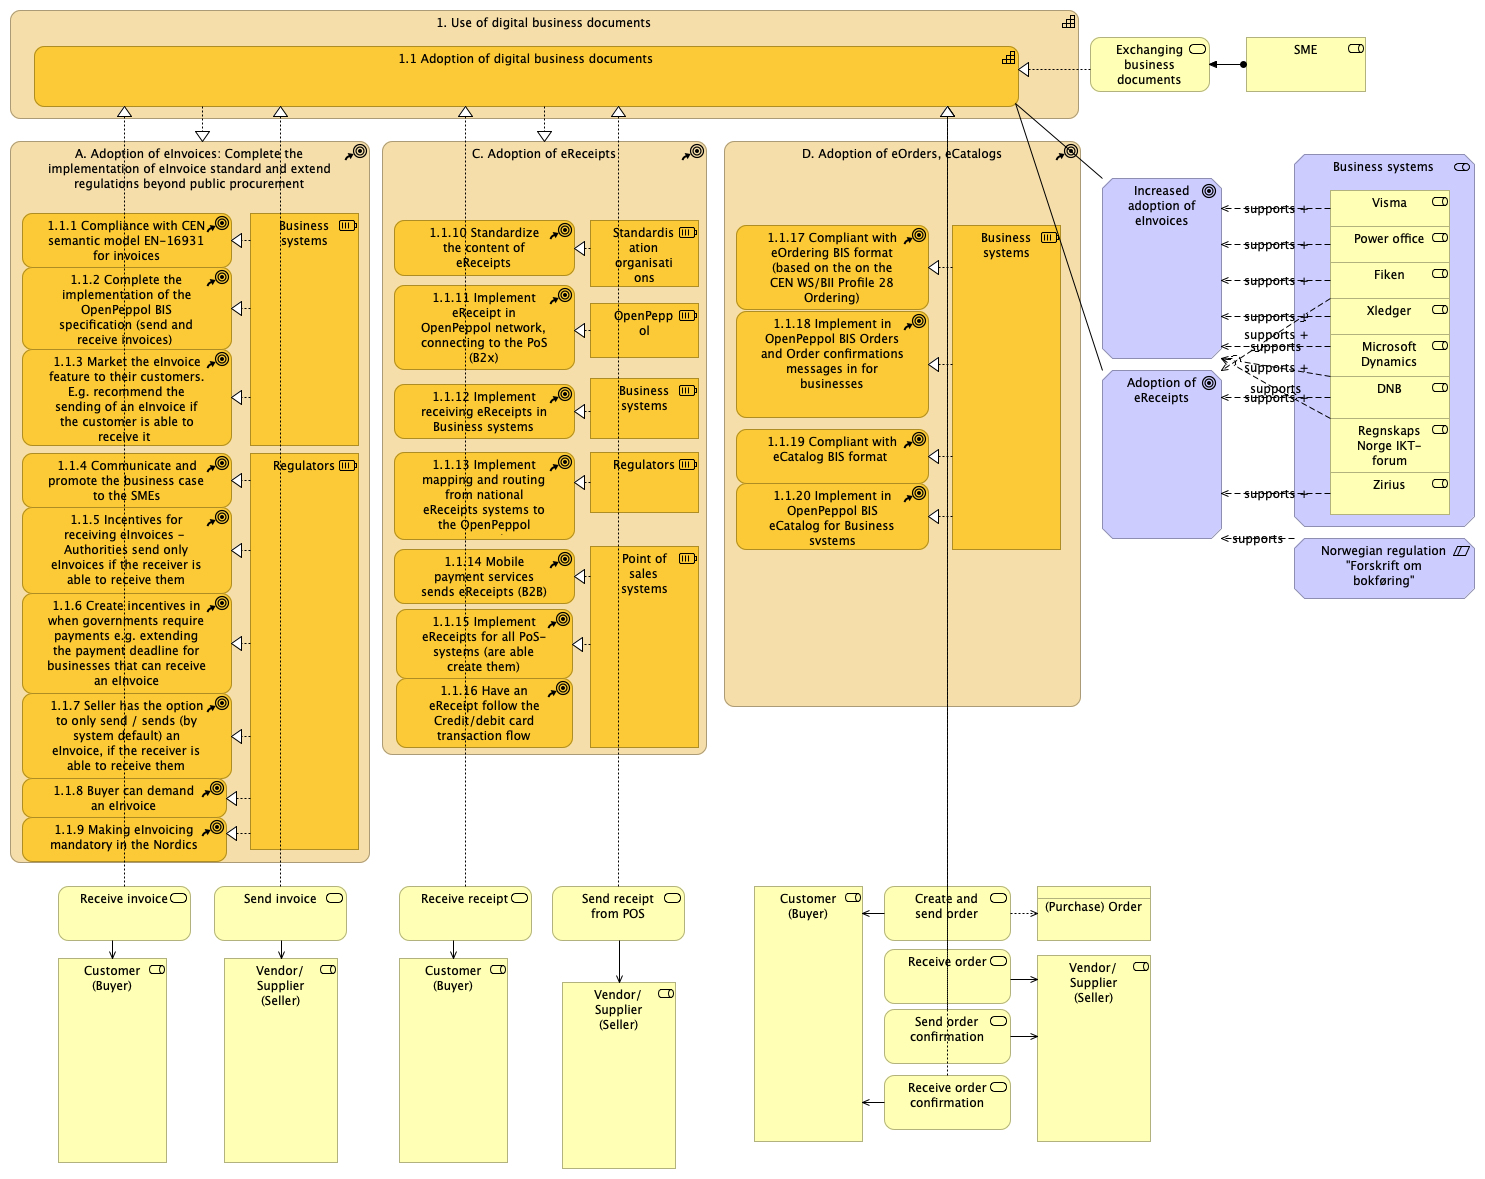 1. Use of digital business documents
1.1 Adoption of digital business documents
Exchanging
business
documents
SME
A. Adoption of eInvoices: Complete the
implementation of eInvoice standard and extend
regulations beyond public procurement
1.1.1 Compliance with CEN
semantic model EN-16931
for invoices
1.1.2 Complete the
implementation of the
OpenPeppol BIS
specification (send and
receive invoices)
1.1.3 Market the eInvoice
feature to their customers.
E.g. recommend the
sending of an eInvoice if
the customer is able to
receive it
Business
systems
1.1.4 Communicate and
promote the business case
to the SMEs
1.1.5 Incentives for
receiving eInvoices -
Authorities send only
eInvoices if the receiver is
able to receive them
1.1.6 Create incentives in
when governments require
payments e.g. extending
the payment deadline for
businesses that can receive
an eInvoice
1.1.7 Seller has the option
to only send / sends (by
system default) an
eInvoice, if the receiver is
able to receive them
1.1.8 Buyer can demand
an eInvoice
1.1.9 Making eInvoicing
mandatory in the Nordics
Regulators
C. Adoption of eReceipts
1.1.10 Standardize
the content of
eReceipts
Standardis
ation
organisati
ons
1.1.11 Implement
eReceipt in
OpenPeppol network,
connecting to the PoS
(B2x)
OpenPepp
ol
1.1.12 Implement
receiving eReceipts in
Business systems
Business
systems
1.1.13 Implement
mapping and routing
from national
eReceipts systems to
the OpenPeppol
Regulators
1.1.14 Mobile
payment services
sends eReceipts (B2B)
1.1.15 Implement
eReceipts for all PoS-
systems (are able
create them)
1.1.16 Have an
eReceipt follow the
Credit/debit card
transaction flow
Point of
sales
systems
D. Adoption of eOrders, eCatalogs
1.1.17 Compliant with
eOrdering BIS format
(based on the on the
CEN WS/BII Profile 28
Ordering)
1.1.18 Implement in
OpenPeppol BIS Orders
and Order confirmations
messages in for
businesses
1.1.19 Compliant with
eCatalog BIS format
1.1.20 Implement in
OpenPeppol BIS
eCatalog for Business
systems
Business
systems
Increased
adoption of
eInvoices
Adoption of
eReceipts
supports +
supports +
supports +
supports +
supports +
supports
supports +
supports
supports +
supports +
supports
Business systems
Visma
Power office
Fiken
Xledger
Microsoft
Dynamics
DNB
Regnskaps
Norge IKT-
forum
Zirius
Norwegian regulation
"Forskrift om
bokføring"
Receive invoice
Customer
(Buyer)
Send invoice
Vendor/
Supplier
(Seller)
Receive receipt
Customer
(Buyer)
Send receipt
from POS
Vendor/
Supplier
(Seller)
Customer
(Buyer)
Create and
send order
(Purchase) Order
Receive order
Send order
confirmation
Receive order
confirmation
Vendor/
Supplier
(Seller)